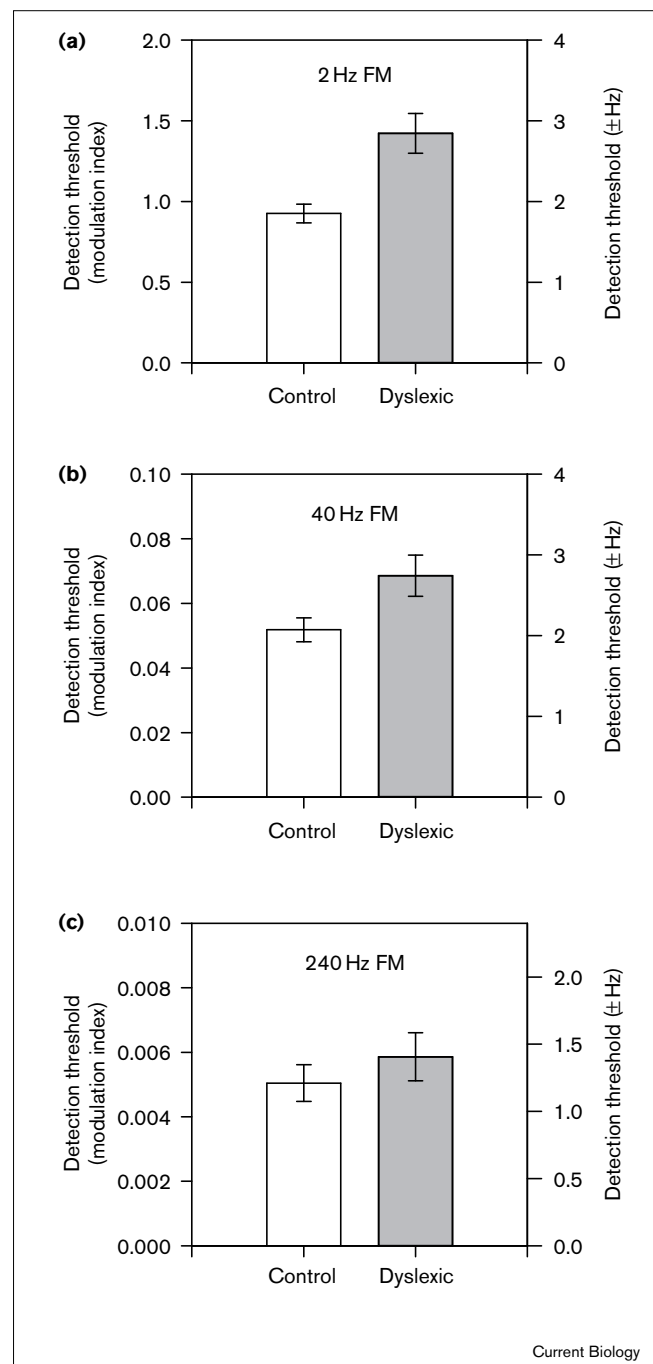 (a)
2 Hz FM
Detection threshold
(modulation index)
2.0
1.5
1.0
0.5
0.0
Detection threshold (± Hz)
4
3
2
1
0
Control Dyslexic
(b)
40 Hz FM
Detection threshold
(modulation index)
0.10
0.08
0.06
0.04
0.02
0.00
Detection threshold (± Hz)
4
3
2
1
0
Control Dyslexic
(c)
240 Hz FM
Detection threshold
(modulation index)
0.010
0.008
0.006
0.004
0.002
0.000
Detection threshold (± Hz)
2.0
1.5
1.0
0.5
0.0
Control Dyslexic
Current Biology